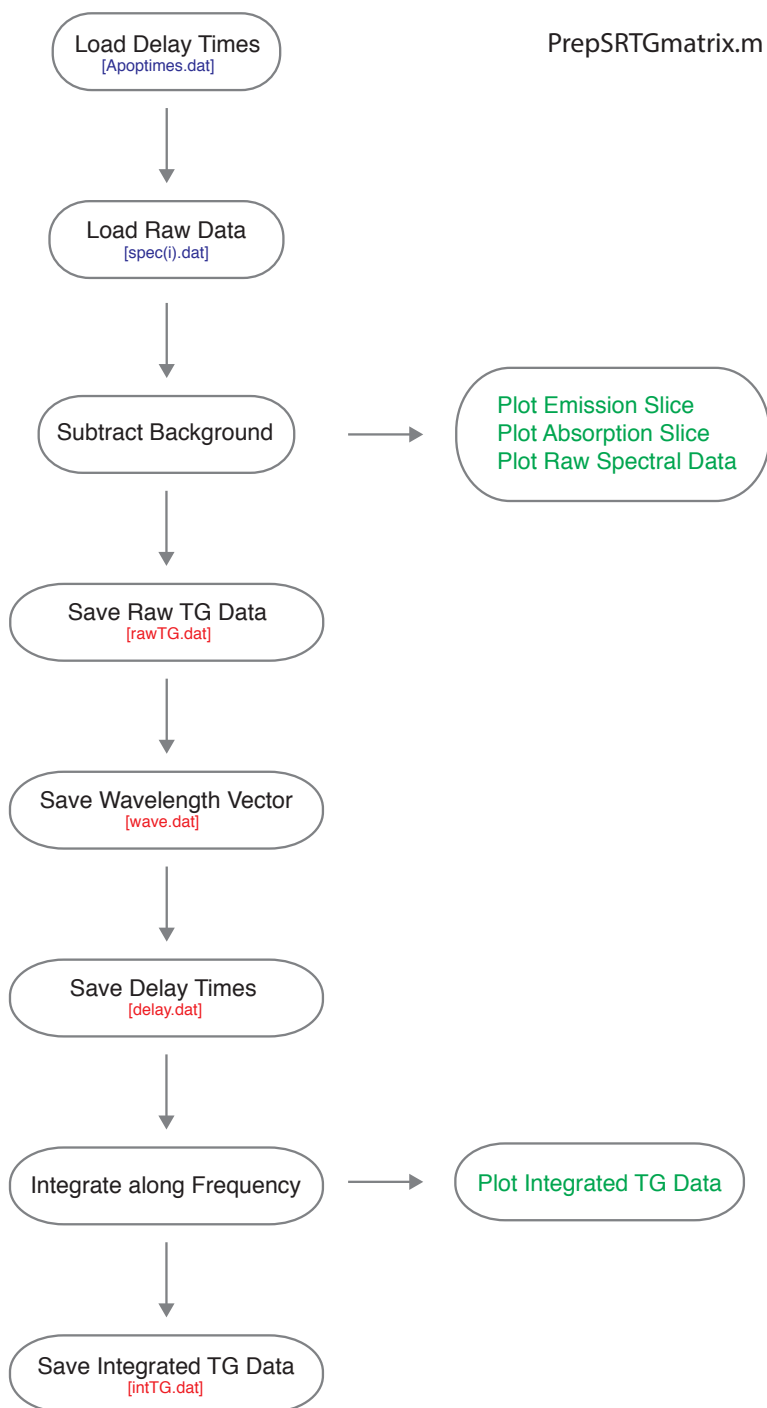 PrepSRTGmatrix.m
Load Delay Times
[Apoptimes.dat]
Load Raw Data
[spec(i).dat]
Subtract Background
Plot Emission Slice
Plot Absorption Slice
Plot Raw Spectral Data
Save Raw TG Data
[rawTG.dat]
Save Wavelength Vector
[wave.dat]
Save Delay Times
[delay.dat]
Integrate along Frequency
Plot Integrated TG Data
Save Integrated TG Data
[intTG.dat]